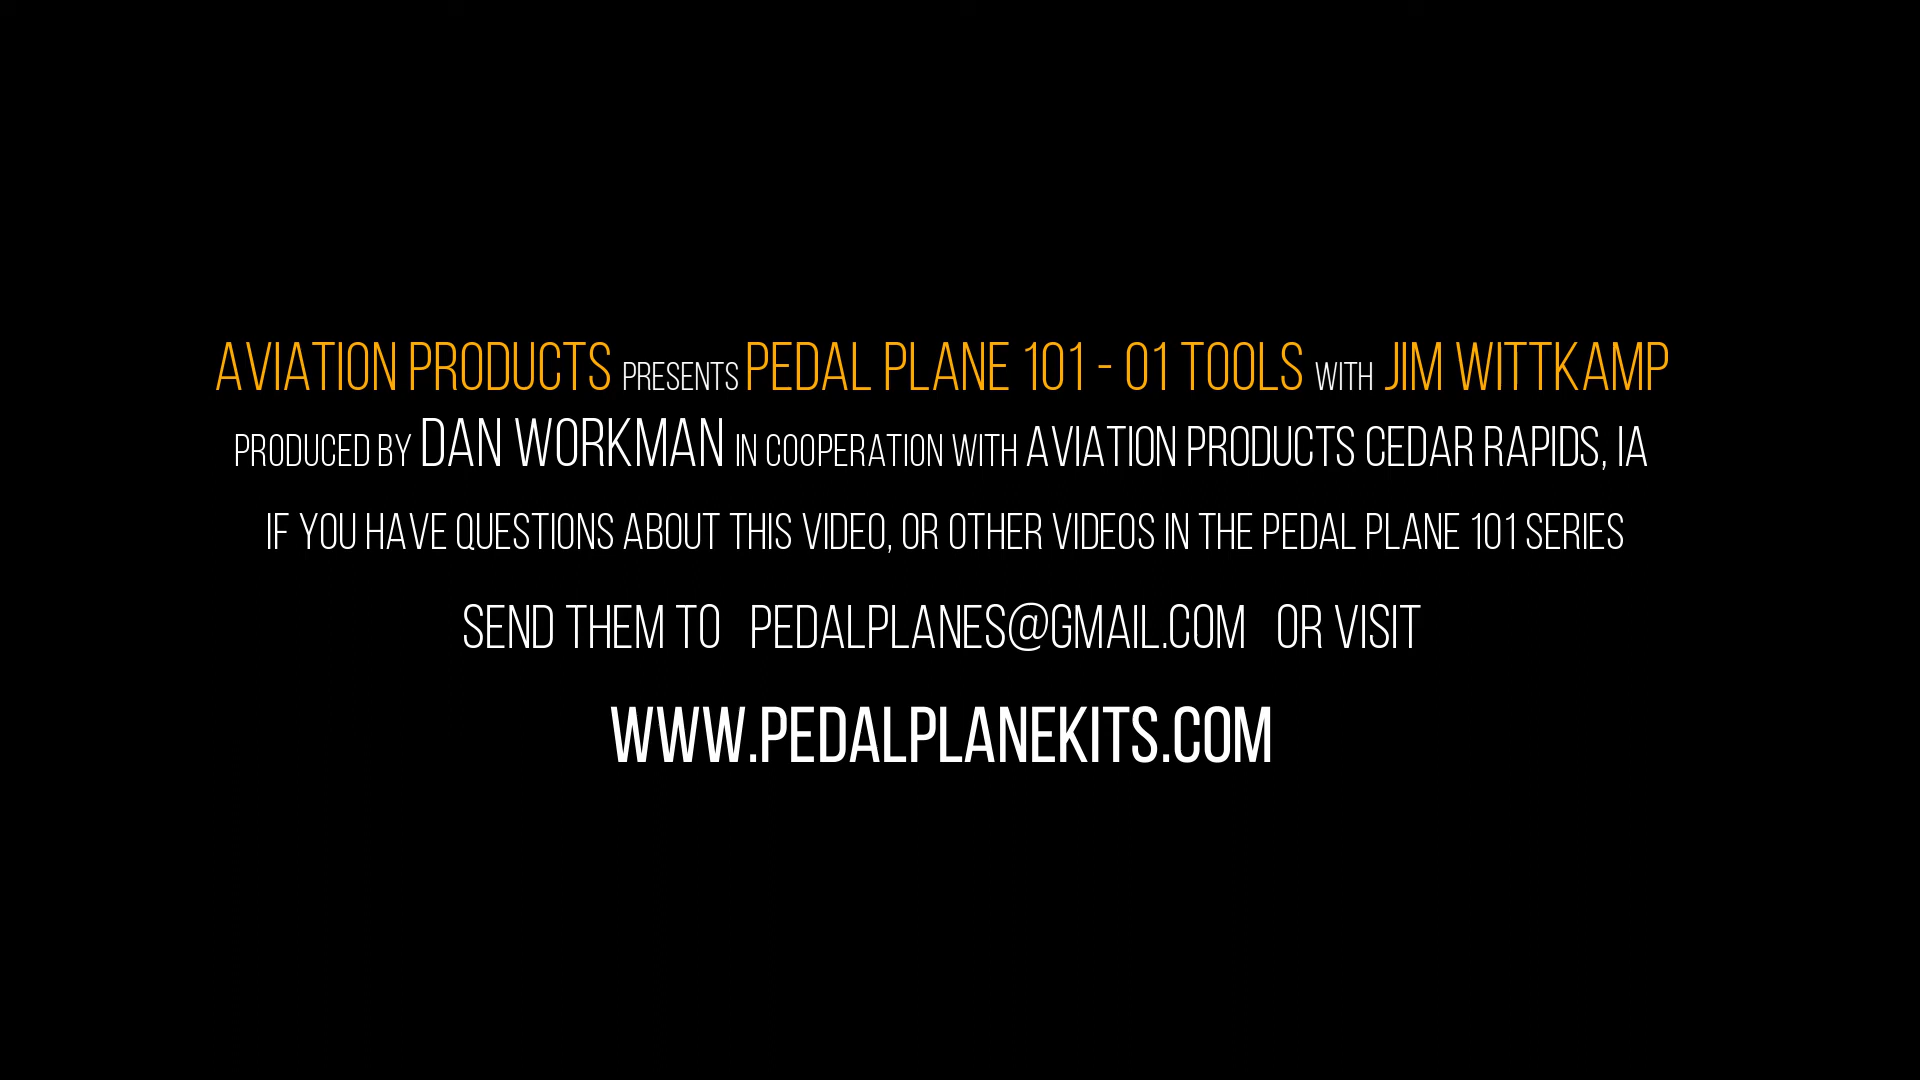 AVIATION PRODUCTS PRESENTS PEDAL PLANE 101 - 01 TOOLS WITH JIM WITTKAMP
PRODUCED BY DAN WORKMAN IN COOPERATION WITH AVIATION PRODUCTS CEDAR RAPIDS, IA
IF YOU HAVE QUESTIONS ABOUT THIS VIDEO, OR OTHER VIDEOS IN THE PEDAL PLANE 101 SERIES
SEND THEM TO PEDALPLANES@GMAIL.COM OR VISIT
WWW.PEDALPLANEKITS.COM